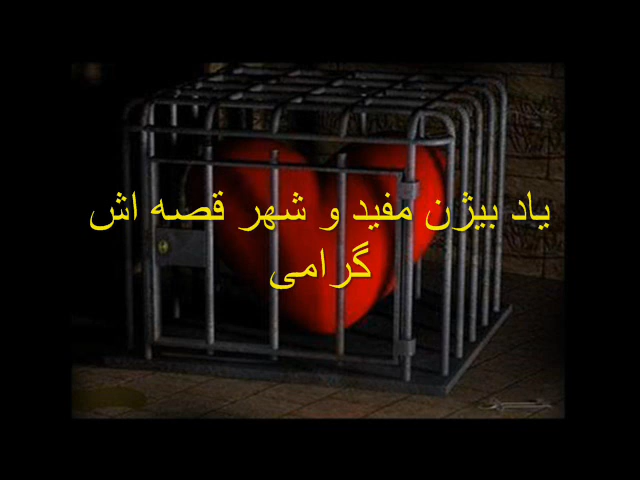 یاد بیژن مفید و شهر قصه اش
گرامی